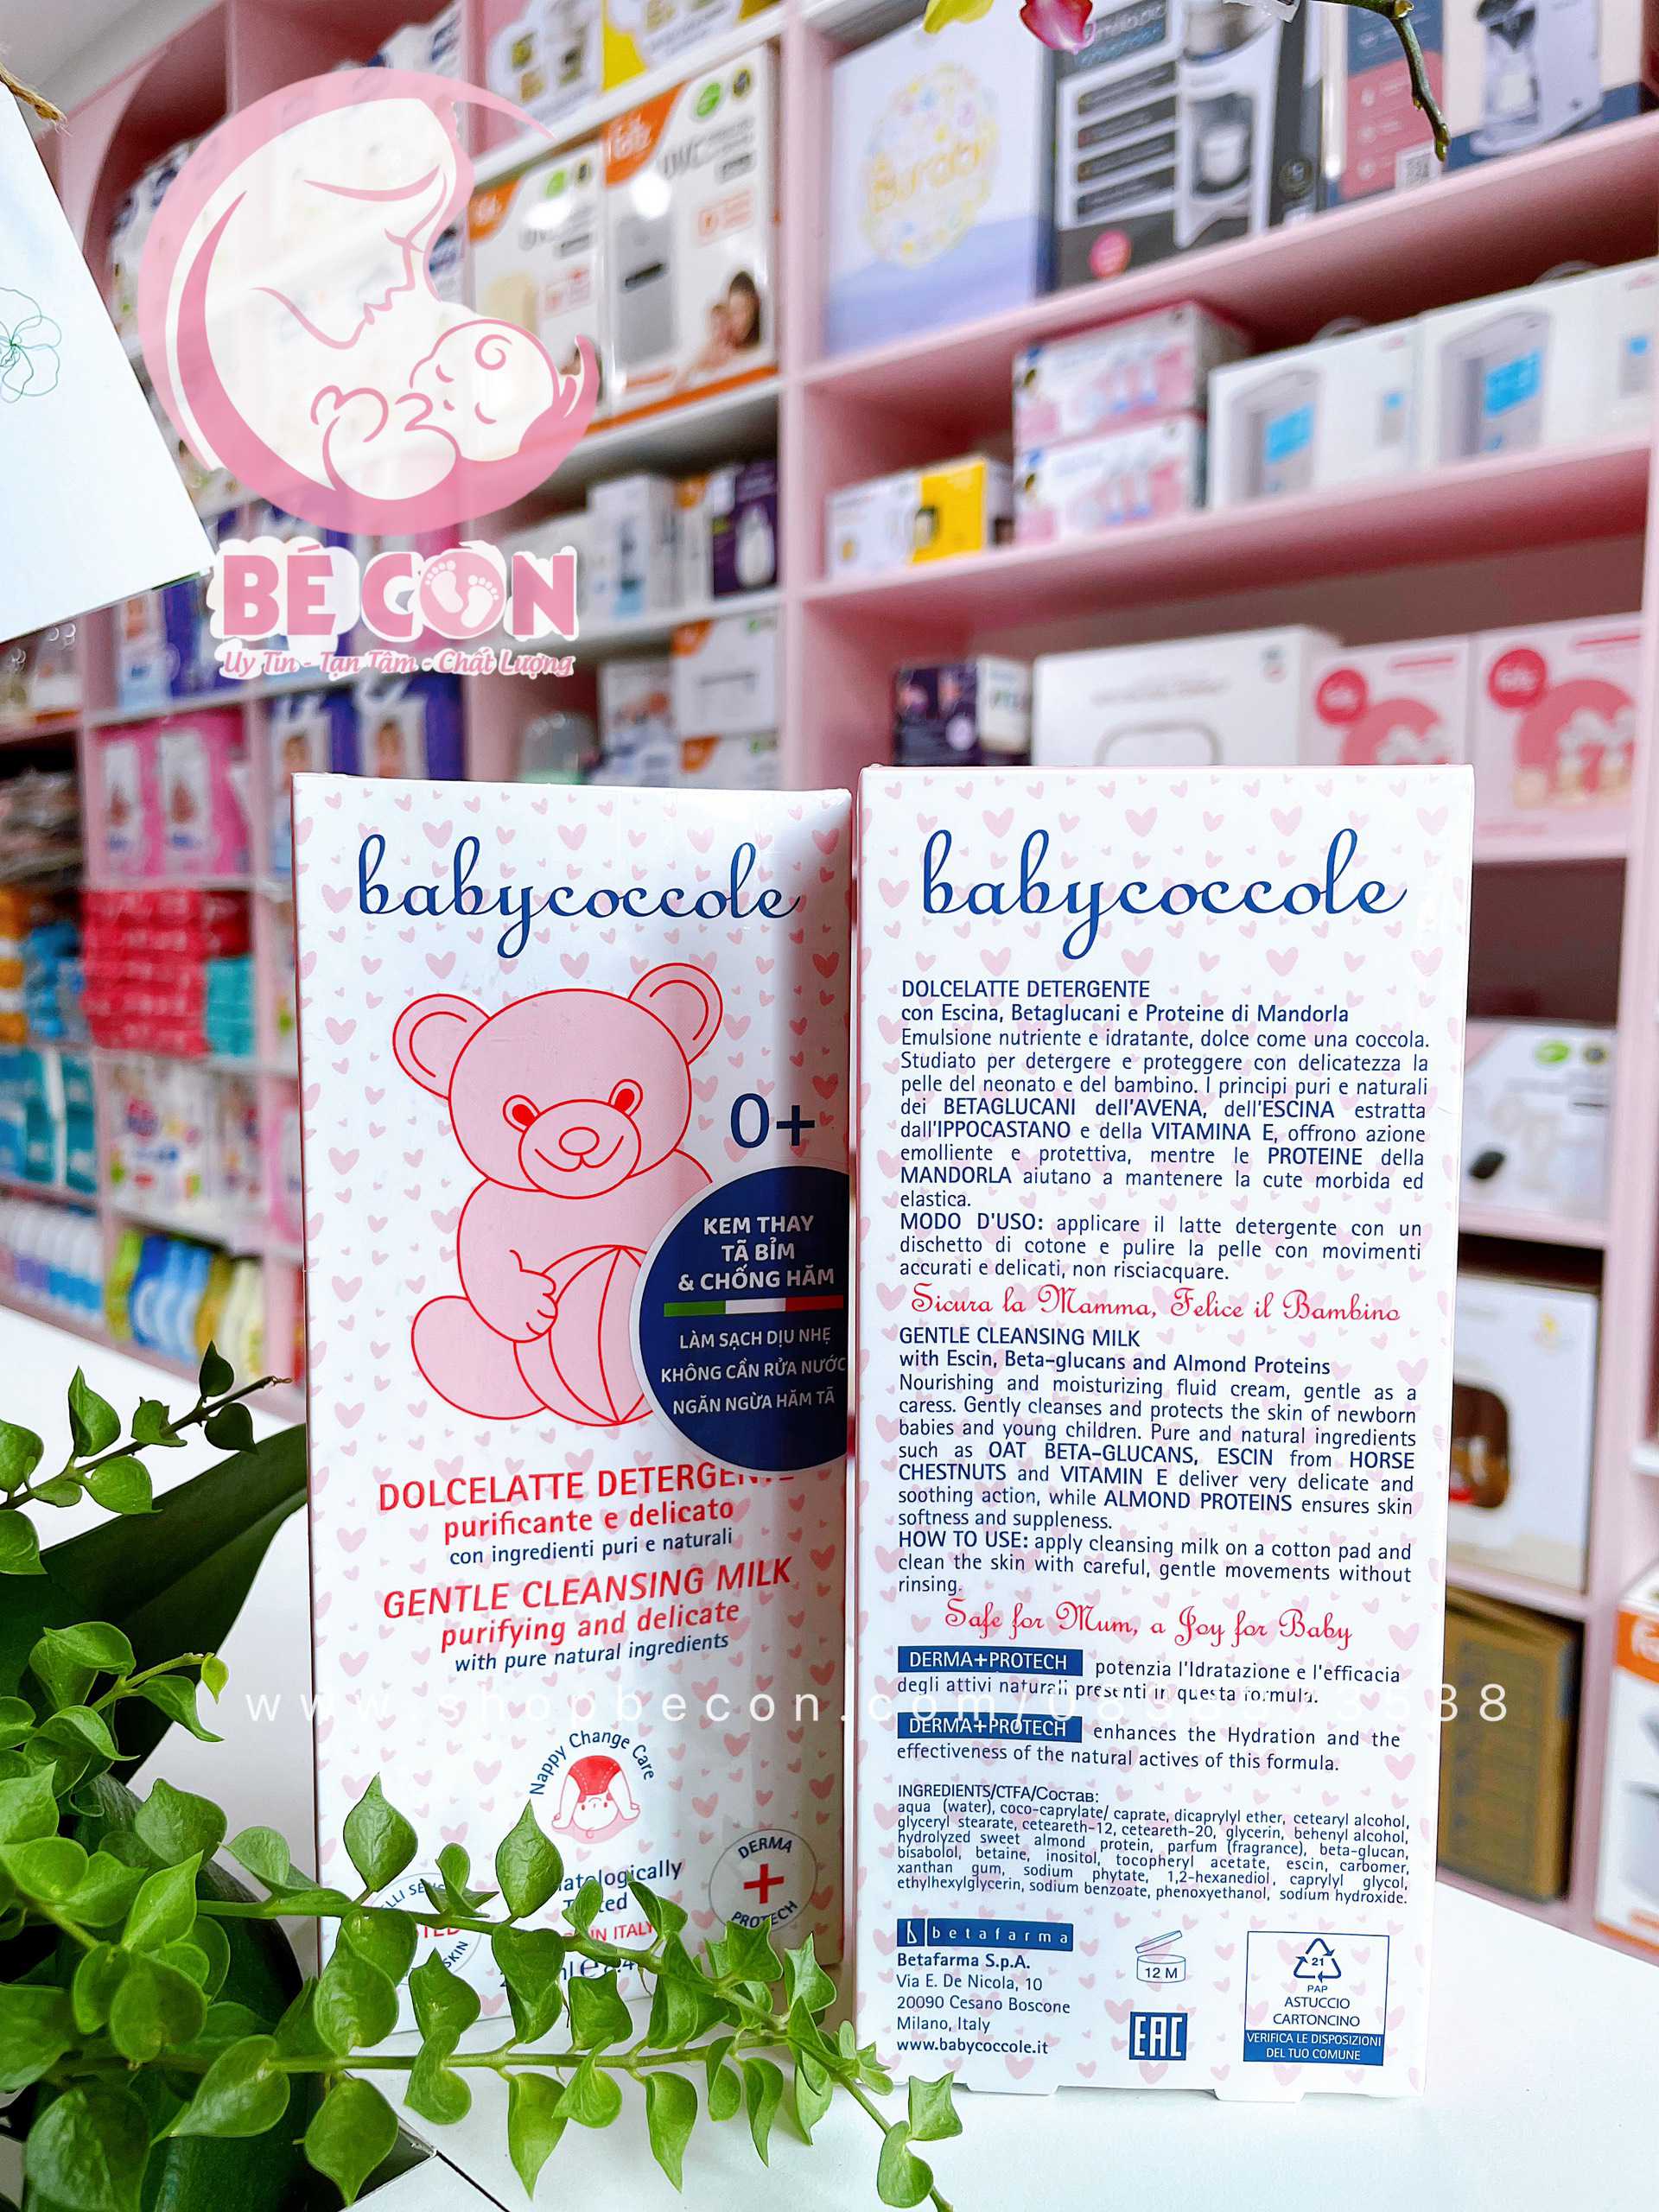 BÉ CON
Uy Tín - Tận Tâm - Chất Lượng
babycoccole
0+
KEM THAY
TÃ BỈM
& CHỐNG HĂM
LÀM SẠCH DỊU NHẸ
KHÔNG CẦN RỬA NƯỚC
NGĂN NGỪA HĂM TÃ
DOLCELATTE
purificante e delicato
con ingredienti puri e naturali
GENTLE CLEANSING MILK
purifying and delicate
with pure natural ingredients
Nappy Change Care
DERMA
PROTECH
IN ITALY
SKIN
babycoccole
DOLCELATTE DETERGENTE
con Escina, Betaglucani e Proteine di Mandorla
Emulsione nutriente e idratante, dolce come una coccola.
Studiato per detergere e proteggere con delicatezza la
pelle del neonato e del bambino. I principi puri e naturali
dei BETAGLUCANI dell'AVENA, dell'ESCINA estratta
dall'IPPOCASTANO e della VITAMINA E, offrono azione
emolliente e protettiva, mentre le PROTEINE della
MANDORLA aiutano a mantenere la cute morbida ed
elastica.
MODO D'USO: applicare il latte detergente con un
dischetto di cotone e pulire la pelle con movimenti
accurati e delicati, non risciacquare.
Sicura la Mamma, Felice il Bambino
GENTLE CLEANSING MILK
with Escin, Beta-glucans and Almond Proteins
Nourishing and moisturizing fluid cream, gentle as a
caress. Gently cleanses and protects the skin of newborn
babies and young children. Pure and natural ingredients
such as OAT BETA-GLUCANS, ESCIN from HORSE
CHESTNUTS and VITAMIN E deliver very delicate and
soothing action, while ALMOND PROTEINS ensures skin
softness and suppleness.
HOW TO USE: apply cleansing milk on a cotton pad and
clean the skin with careful, gentle movements without
rinsing.
Safe for Mum, a Joy for Baby
DERMA+PROTECH potenzia l'Idratazione e l'efficacia
degli attivi naturali presenti in questa formula.
www.shopbecon.com
DERMA+PROTECH enhances the Hydration and the
effectiveness of the natural actives of this formula.
INGREDIENTS/CTFA/Состав:
aqua (water), coco-caprylate/ caprate, dicaprylyl ether, cetearyl alcohol,
glyceryl stearate, ceteareth-12, ceteareth-20, glycerin, behenyl alcohol,
hydrolyzed sweet almond protein, parfum (fragrance), beta-glucan,
bisabolol, betaine, inositol, tocopheryl acetate, escin, carbomer,
xanthan gum, sodium phytate, 1,2-hexanediol, caprylyl glycol,
ethylhexylglycerin, sodium benzoate, phenoxyethanol, sodium hydroxide.
betafarma
Betafarma S.p.A.
Via E. De Nicola, 10
20090 Cesano Boscone
Milano, Italy
www.babycoccole.it
12 M
EAC
21
PAP
ASTUCCIO
CARTONCINO
VERIFICA LE DISPOSIZIONI
DEL TUO COMUNE